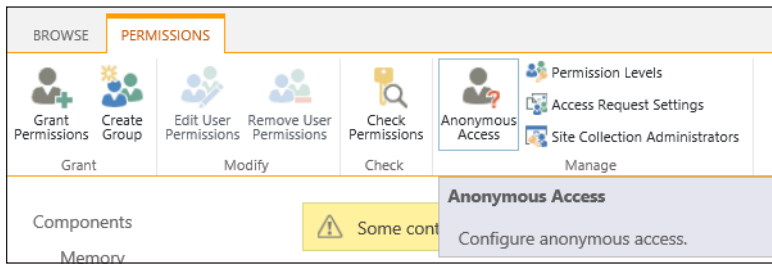 BROWSE PERMISSIONS
Grant Permissions
Create Group
Edit User Permissions
Remove User Permissions
Check Permissions
Anonymous Access
Permission Levels
Access Request Settings
Site Collection Administrators
Grant Modify Check Manage
Components
Memory
Some cont
Anonymous Access
Configure anonymous access.